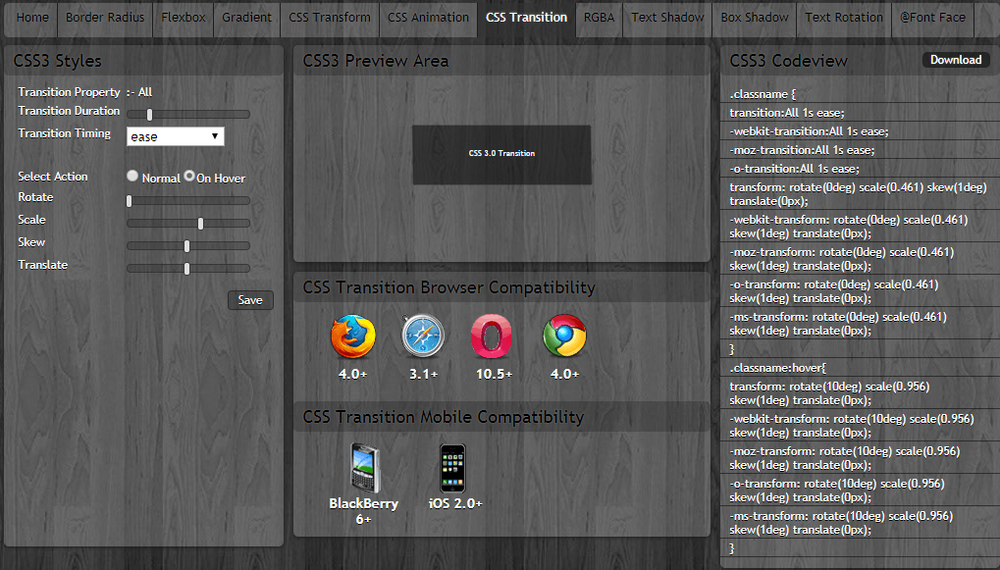 Home Border Radius Flexbox Gradient CSS Transform CSS Animation CSS Transition RGBA Text Shadow Box Shadow Text Rotation @Font Face
CSS3 Styles
Transition Property :- All
Transition Duration
Transition Timing ease
Select Action Normal On Hover
Rotate
Scale
Skew
Translate
Save
CSS3 Preview Area
CSS 3.0 Transition
CSS Transition Browser Compatibility
4.0+ 3.1+ 10.5+ 4.0+
CSS Transition Mobile Compatibility
BlackBerry
6+
iOS 2.0+
CSS3 Codeview Download
.classname {
transition:All 1s ease;
-webkit-transition:All 1s ease;
-moz-transition:All 1s ease;
-o-transition:All 1s ease;
transform: rotate(0deg) scale(0.461) skew(1deg)
translate(0px);
-webkit-transform: rotate(0deg) scale(0.461)
skew(1deg) translate(0px);
-moz-transform: rotate(0deg) scale(0.461)
skew(1deg) translate(0px);
-o-transform: rotate(0deg) scale(0.461)
skew(1deg) translate(0px);
-ms-transform: rotate(0deg) scale(0.461)
skew(1deg) translate(0px);
}
.classname:hover{
transform: rotate(10deg) scale(0.956)
skew(1deg) translate(0px);
-webkit-transform: rotate(10deg) scale(0.956)
skew(1deg) translate(0px);
-moz-transform: rotate(10deg) scale(0.956)
skew(1deg) translate(0px);
-o-transform: rotate(10deg) scale(0.956)
skew(1deg) translate(0px);
-ms-transform: rotate(10deg) scale(0.956)
skew(1deg) translate(0px);
}